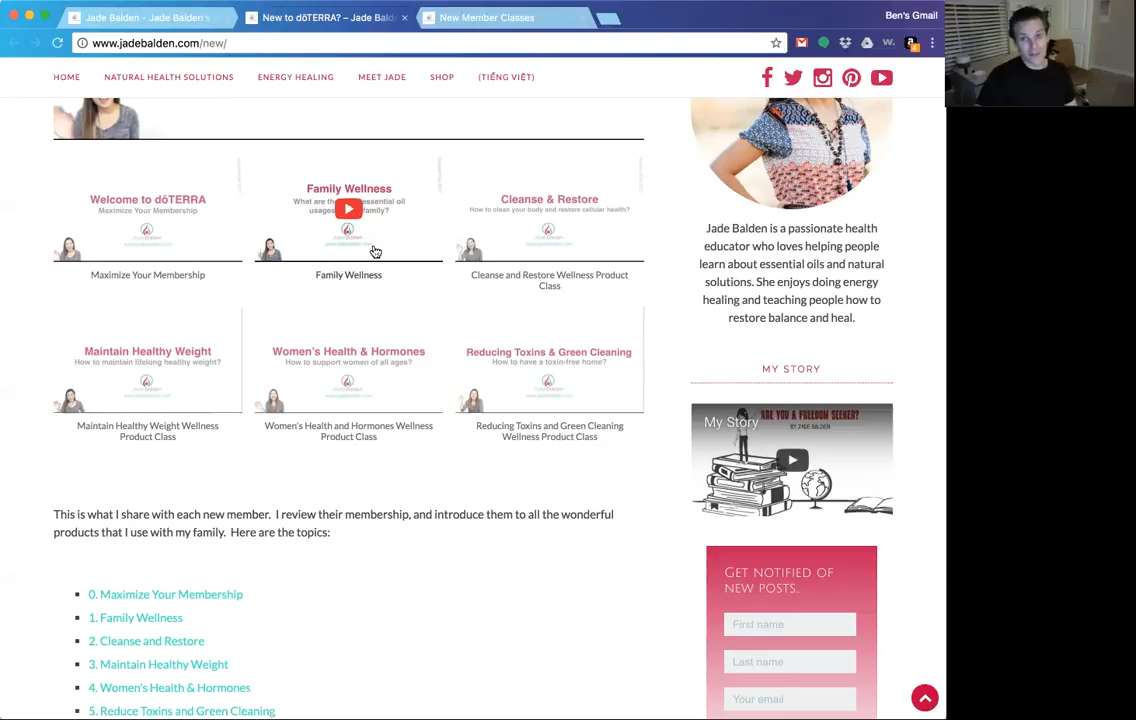 Jade Balden - Jade Balden's
New to dōTERRA? – Jade Bald
New Member Classes
Ben's Gmail
www.jadebalden.com/new/
HOME
NATURAL HEALTH SOLUTIONS
ENERGY HEALING
MEET JADE
SHOP
(TIẾNG VIỆT)
Welcome to dōTERRA
Maximize Your Membership
Maximize Your Membership
Family Wellness
What are the
essential oil
usages
family?
Family Wellness
Cleanse & Restore
How to clean your body and restore cellular health?
Cleanse and Restore Wellness Product
Class
Maintain Healthy Weight
How to maintain lifelong healthy weight?
Maintain Healthy Weight Wellness
Product Class
Women's Health & Hormones
How to support women of all ages?
Women's Health and Hormones Wellness
Product Class
Reducing Toxins & Green Cleaning
How to have a toxin-free home?
Reducing Toxins and Green Cleaning
Wellness Product Class
This is what I share with each new member. I review their membership, and introduce them to all the wonderful
products that I use with my family. Here are the topics:
0. Maximize Your Membership
1. Family Wellness
2. Cleanse and Restore
3. Maintain Healthy Weight
4. Women's Health & Hormones
5. Reduce Toxins and Green Cleaning
Jade Balden is a passionate health
educator who loves helping people
learn about essential oils and natural
solutions. She enjoys doing energy
healing and teaching people how to
restore balance and heal.
MY STORY
My Story
ARE YOU A FREEDOM SEEKER?
BY JADE BALDEN
GET NOTIFIED OF
NEW POSTS..
First name
Last name
Your email